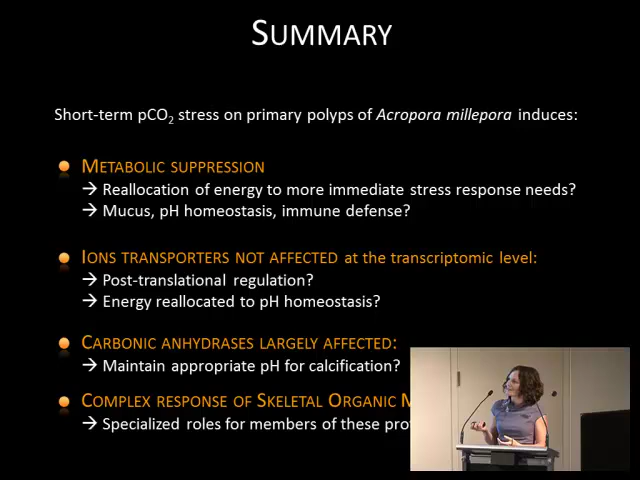 SUMMARY
Short-term pCO2 stress on primary polyps of Acropora millepora induces:
METABOLIC SUPPRESSION
→ Reallocation of energy to more immediate stress response needs?
→ Mucus, pH homeostasis, immune defense?
IONS TRANSPORTERS NOT AFFECTED at the transcriptomic level:
→ Post-translational regulation?
→ Energy reallocated to pH homeostasis?
CARBONIC ANHYDRASES LARGELY AFFECTED:
→ Maintain appropriate pH for calcification?
COMPLEX RESPONSE OF SKELETAL ORGANIC
→ Specialized roles for members of these